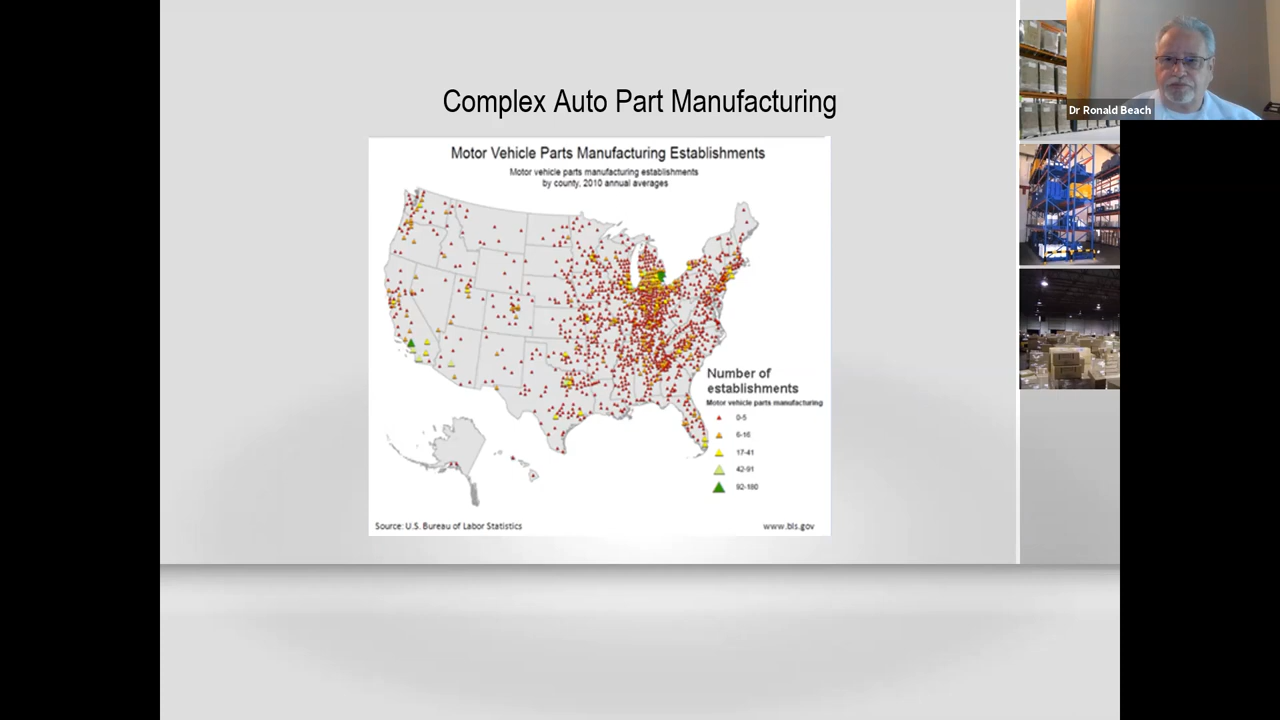 Complex Auto Part Manufacturing
Dr Ronald Beach
Motor Vehicle Parts Manufacturing Establishments
Motor vehicle parts manufacturing establishments
by county, 2010 annual averages
Number of
establishments
Motor vehicle parts manufacturing
0-5
6-16
17-41
42-91
92-180
Source: U.S. Bureau of Labor Statistics
www.bls.gov